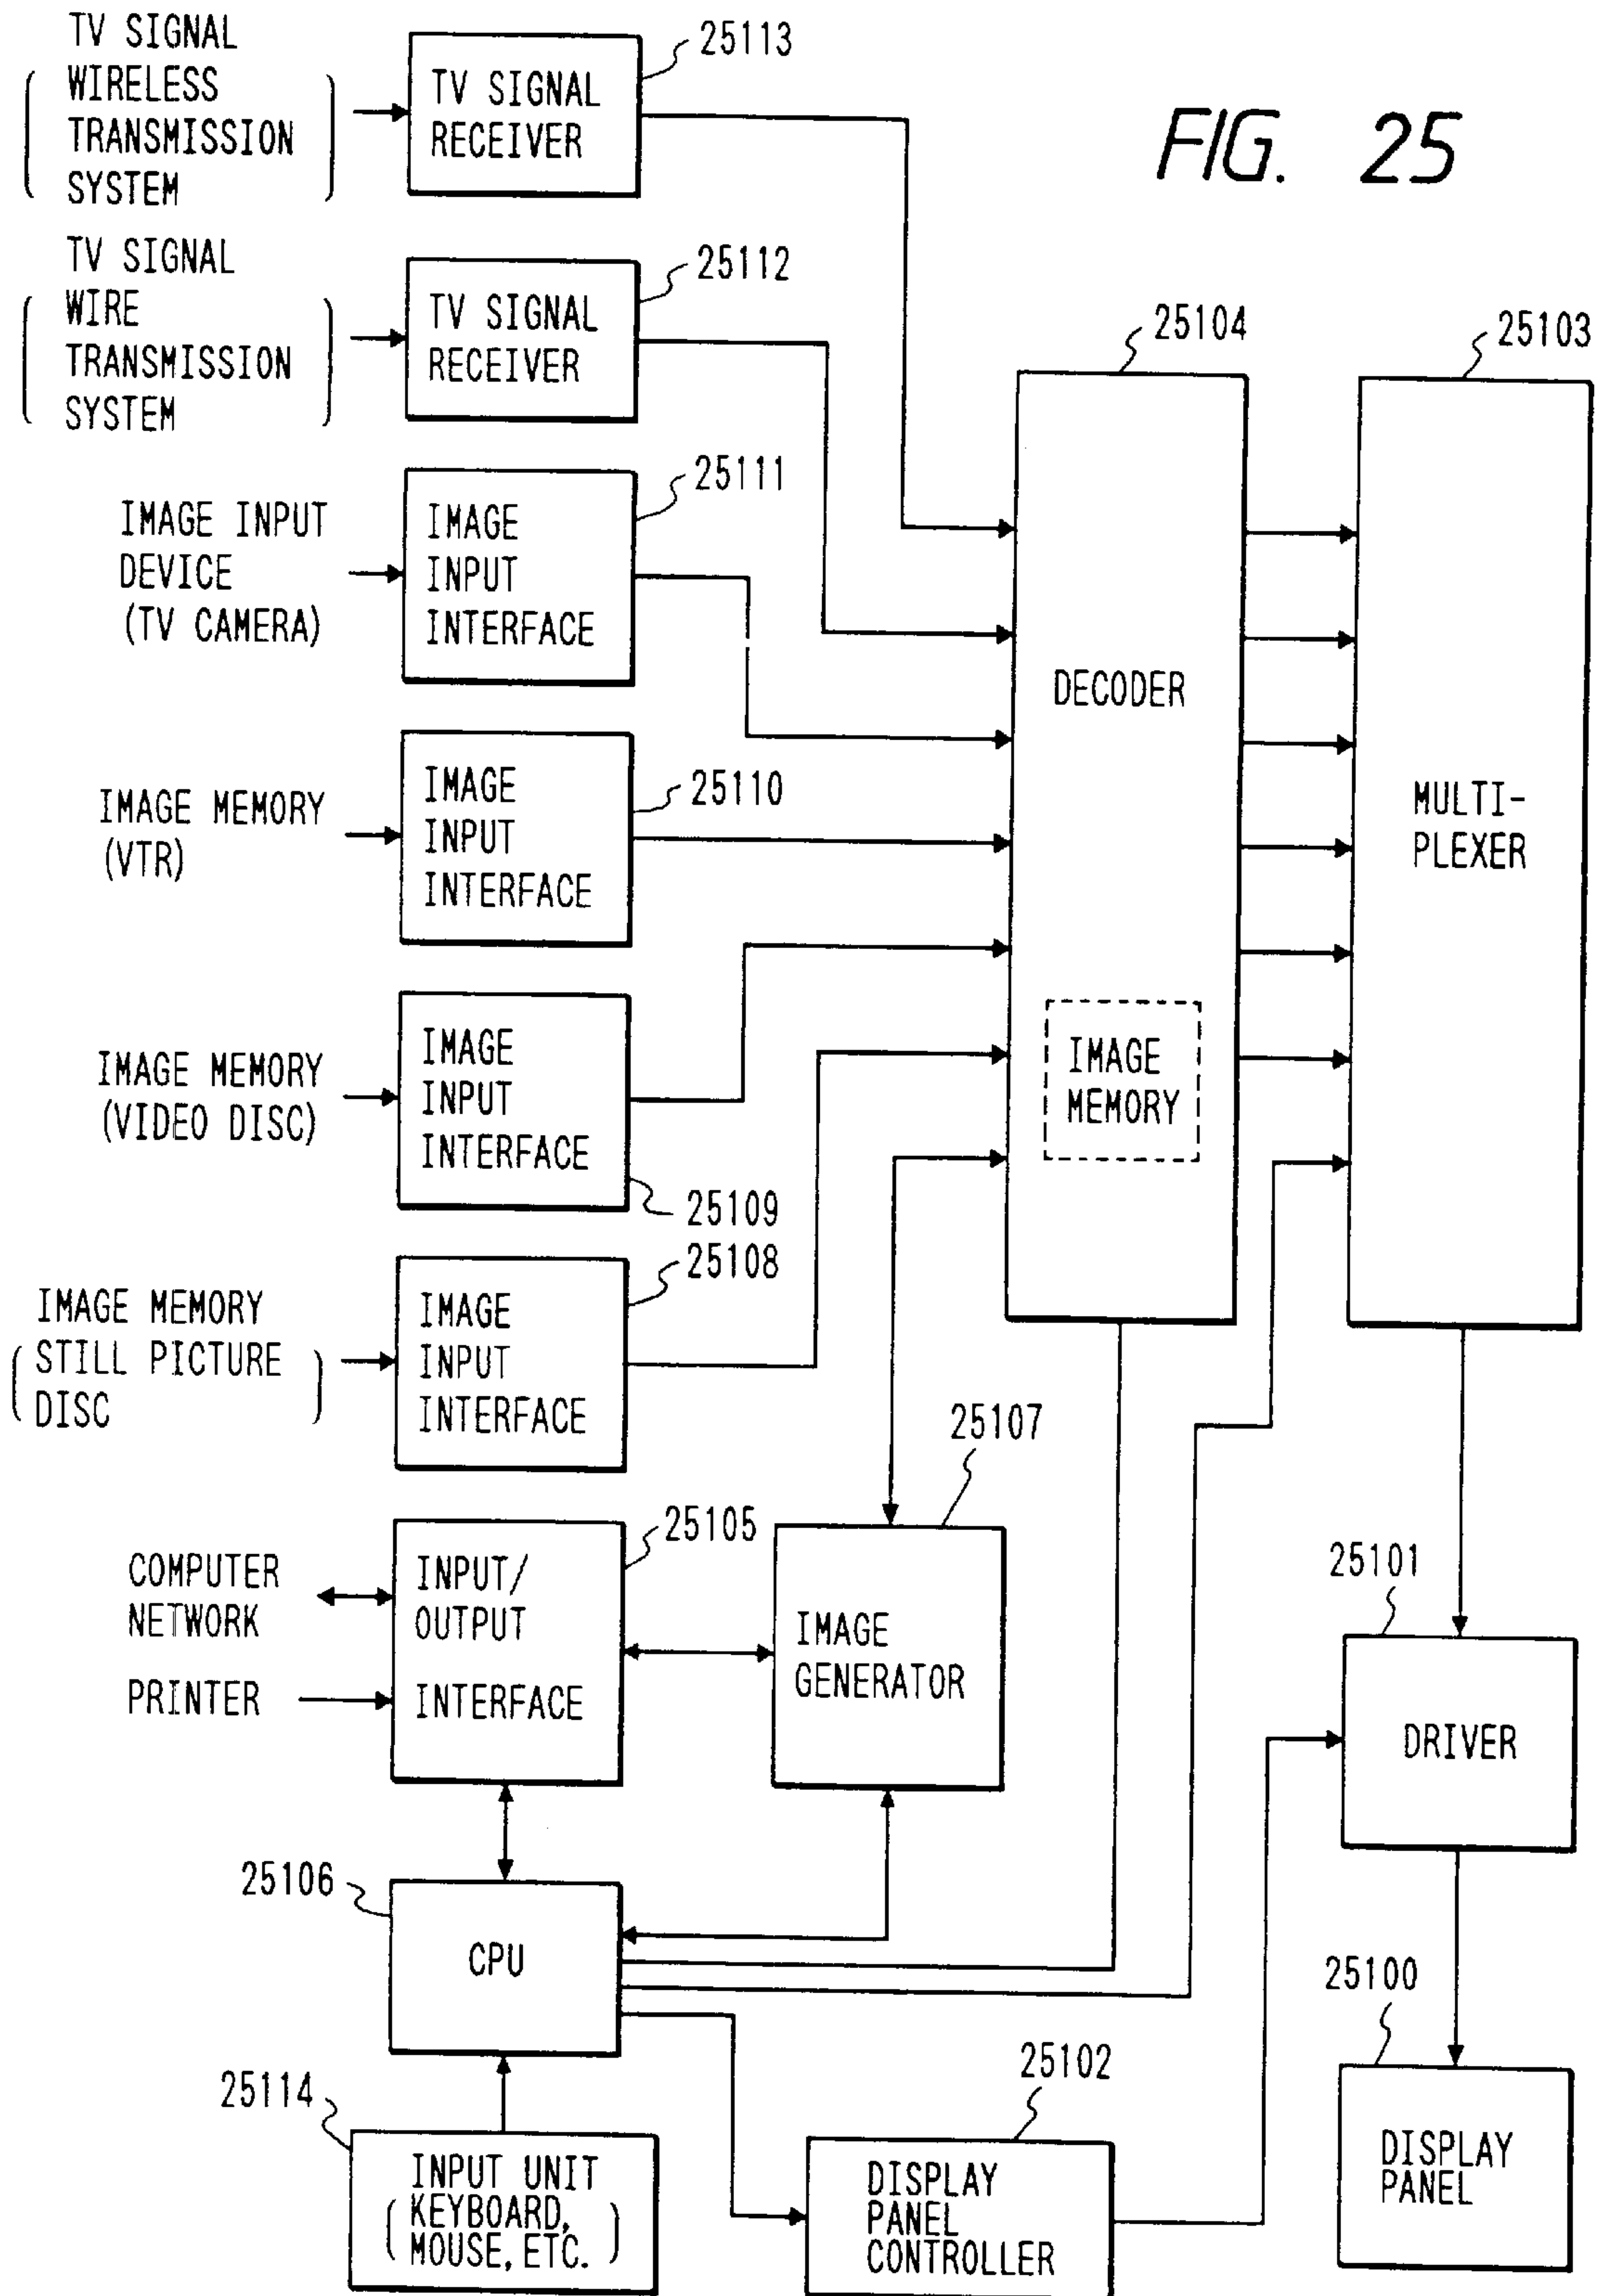 FIG. 25
TV SIGNAL
WIRELESS
TRANSMISSION
SYSTEM
TV SIGNAL
RECEIVER
25113
TV SIGNAL
WIRE
TRANSMISSION
SYSTEM
TV SIGNAL
RECEIVER
25112
IMAGE INPUT
DEVICE
(TV CAMERA)
IMAGE
INPUT
INTERFACE
25111
IMAGE MEMORY
(VTR)
IMAGE
INPUT
INTERFACE
25110
IMAGE MEMORY
(VIDEO DISC)
IMAGE
INPUT
INTERFACE
25109
IMAGE MEMORY
(STILL PICTURE
DISC)
IMAGE
INPUT
INTERFACE
25108
25104
DECODER
IMAGE
MEMORY
25103
MULTI-
PLEXER
COMPUTER
NETWORK
PRINTER
25105
INPUT/
OUTPUT
INTERFACE
25107
IMAGE
GENERATOR
25101
DRIVER
25106
CPU
25100
DISPLAY
PANEL
25114
INPUT UNIT
(KEYBOARD,
MOUSE, ETC.)
25102
DISPLAY
PANEL
CONTROLLER